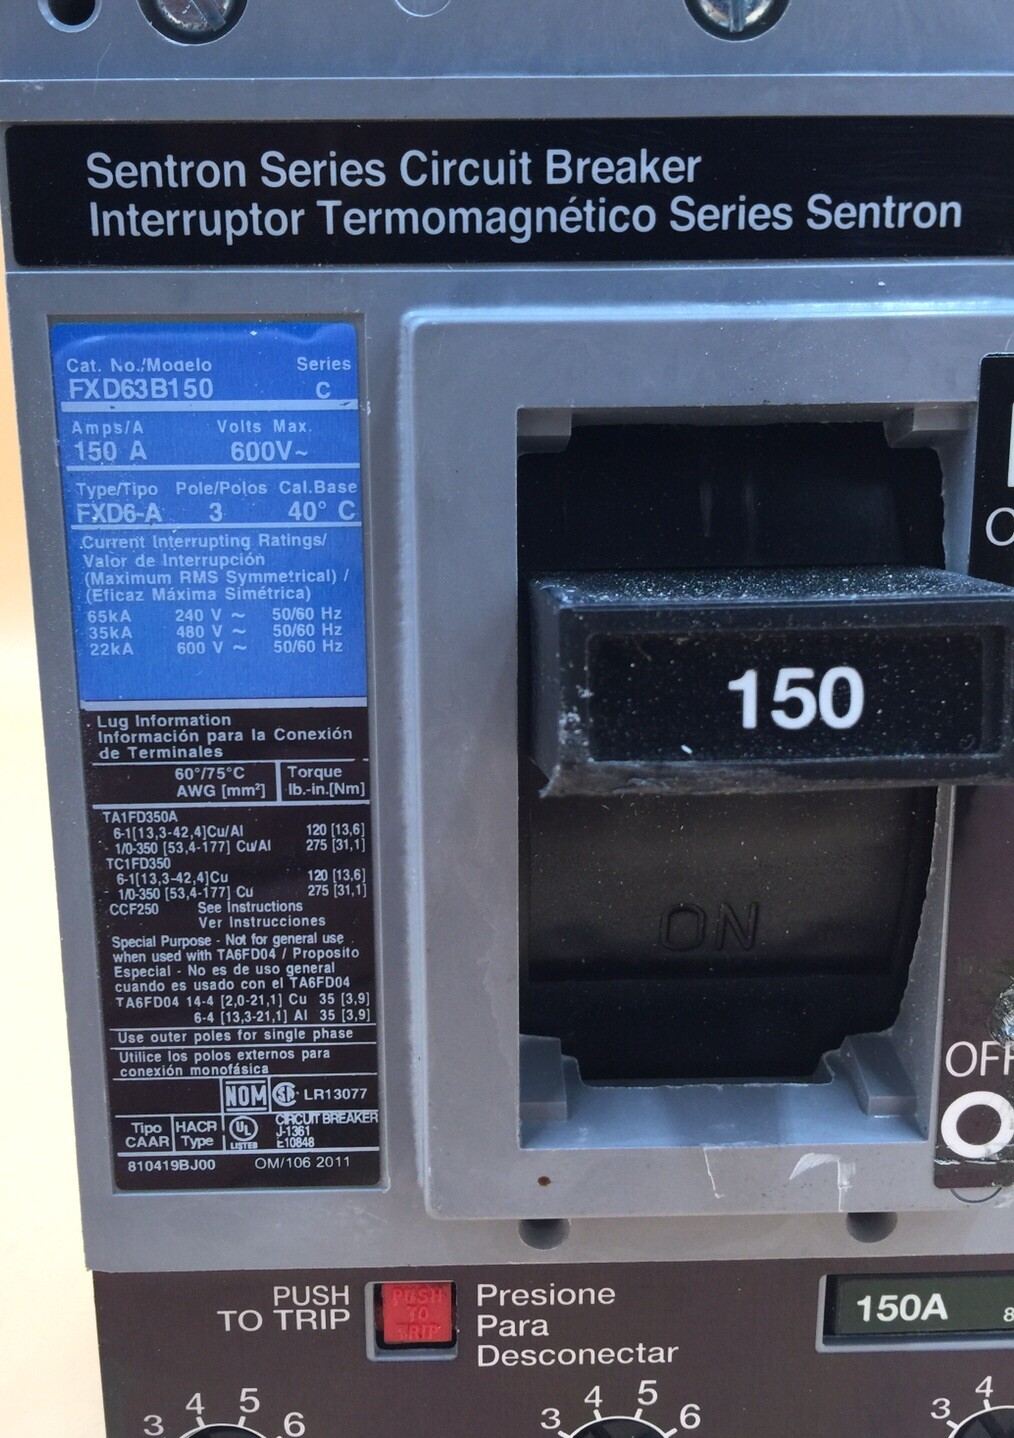 Sentron Series Circuit Breaker
Interruptor Termomagnético Series Sentron
Cat. No./Modelo Series
FXD63B150 C
Amps/A Volts Max.
150 A 600V~
Type/Tipo Pole/Polos Cal.Base
FXD6-A 3 40° C
Current Interrupting Ratings/
Valor de Interrupción
(Maximum RMS Symmetrical) /
(Eficaz Máxima Simétrica)
65kA 240 V ~ 50/60 Hz
35kA 480 V ~ 50/60 Hz
22kA 600 V ~ 50/60 Hz
Lug Information
Información para la Conexión
de Terminales
60°/75°C Torque
AWG [mm²] lb.-in.[Nm]
TA1FD350A
6-1[13,3-42,4]Cu/Al 120 [13,6]
1/0-350 [53,4-177] Cu/Al 275 [31,1]
TC1FD350
6-1[13,3-42,4]Cu 120 [13,6]
1/0-350 [53,4-177] Cu 275 [31,1]
CCF250 See Instructions
Ver Instrucciones
Special Purpose - Not for general use
when used with TA6FD04 / Proposito
Especial - No es de uso general
cuando es usado con el TA6FD04
TA6FD04 14-4 [2,0-21,1] Cu 35 [3,9]
6-4 [13,3-21,1] Al 35 [3,9]
Use outer poles for single phase
Utilice los polos externos para
conexión monofásica
NOM SA LR13077
Tipo CAAR
HACR Type
UL LISTED
CIRCUIT BREAKER
J-1361
E10848
810419BJ00 OM/106 2011
150
ON
OFF
O
PUSH
TO TRIP
PUSH
TO
TRIP
Presione
Para
Desconectar
150A 8
3 4 5 6
3 4 5 6
3 4